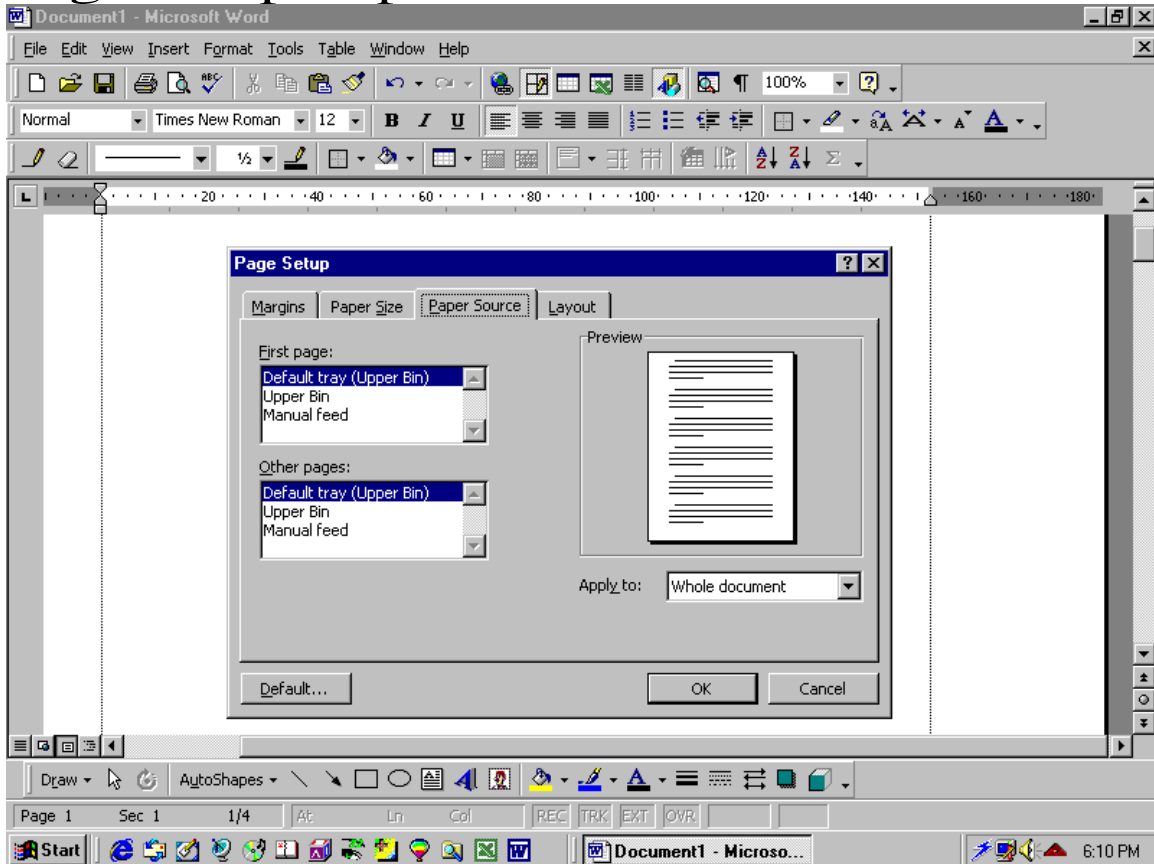 Document1 - Microsoft Word
File Edit View Insert Format Tools Table Window Help
ABC 100%
Normal Times New Roman 12 B I U
½
20 40 60 80 100 120 140 160 180
Page Setup
Margins Paper Size Paper Source Layout
First page:
Default tray (Upper Bin)
Upper Bin
Manual feed
Other pages:
Default tray (Upper Bin)
Upper Bin
Manual feed
Preview
Apply to: Whole document
Default... OK Cancel
Draw AutoShapes
Page 1 Sec 1 1/4 At Ln Col REC TRK EXT OVR
Start Document1 - Microso... 6:10 PM